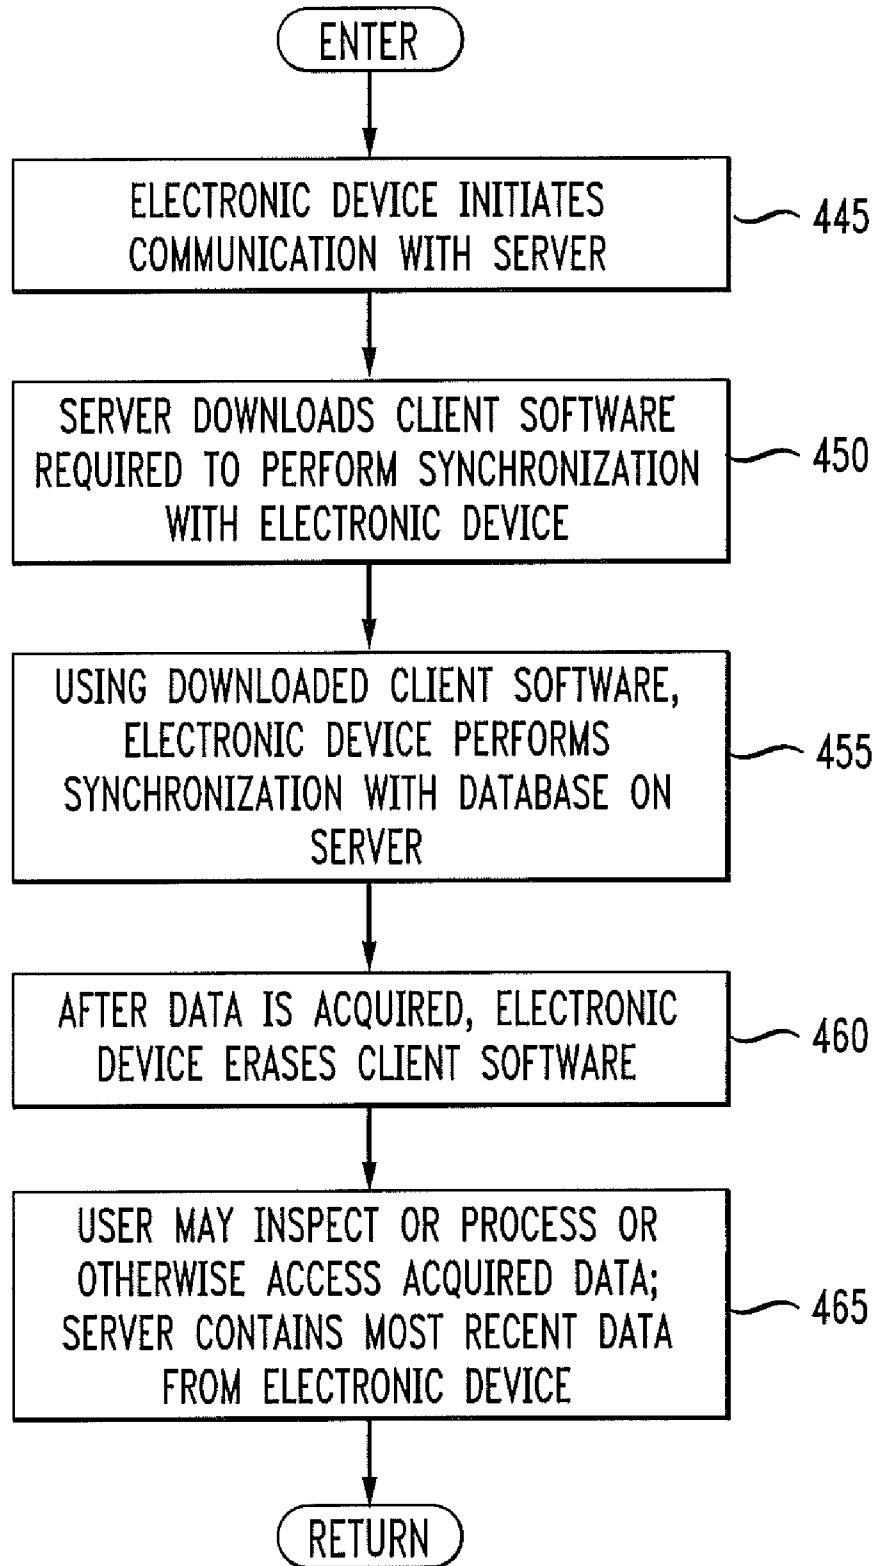 ENTER
ELECTRONIC DEVICE INITIATES
COMMUNICATION WITH SERVER
445
SERVER DOWNLOADS CLIENT SOFTWARE
REQUIRED TO PERFORM SYNCHRONIZATION
WITH ELECTRONIC DEVICE
450
USING DOWNLOADED CLIENT SOFTWARE,
ELECTRONIC DEVICE PERFORMS
SYNCHRONIZATION WITH DATABASE ON
SERVER
455
AFTER DATA IS ACQUIRED, ELECTRONIC
DEVICE ERASES CLIENT SOFTWARE
460
USER MAY INSPECT OR PROCESS OR
OTHERWISE ACCESS ACQUIRED DATA;
SERVER CONTAINS MOST RECENT DATA
FROM ELECTRONIC DEVICE
465
RETURN